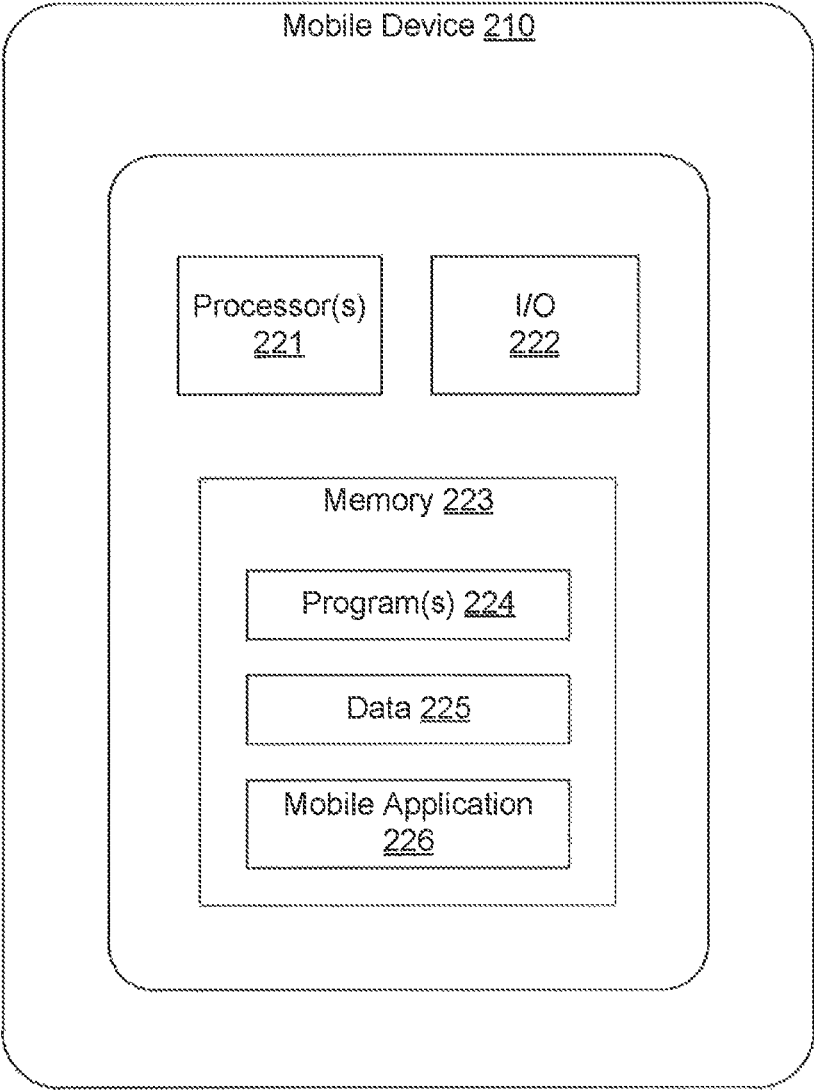 Mobile Device 210
Processor(s)
221
I/O
222
Memory 223
Program(s) 224
Data 225
Mobile Application
226